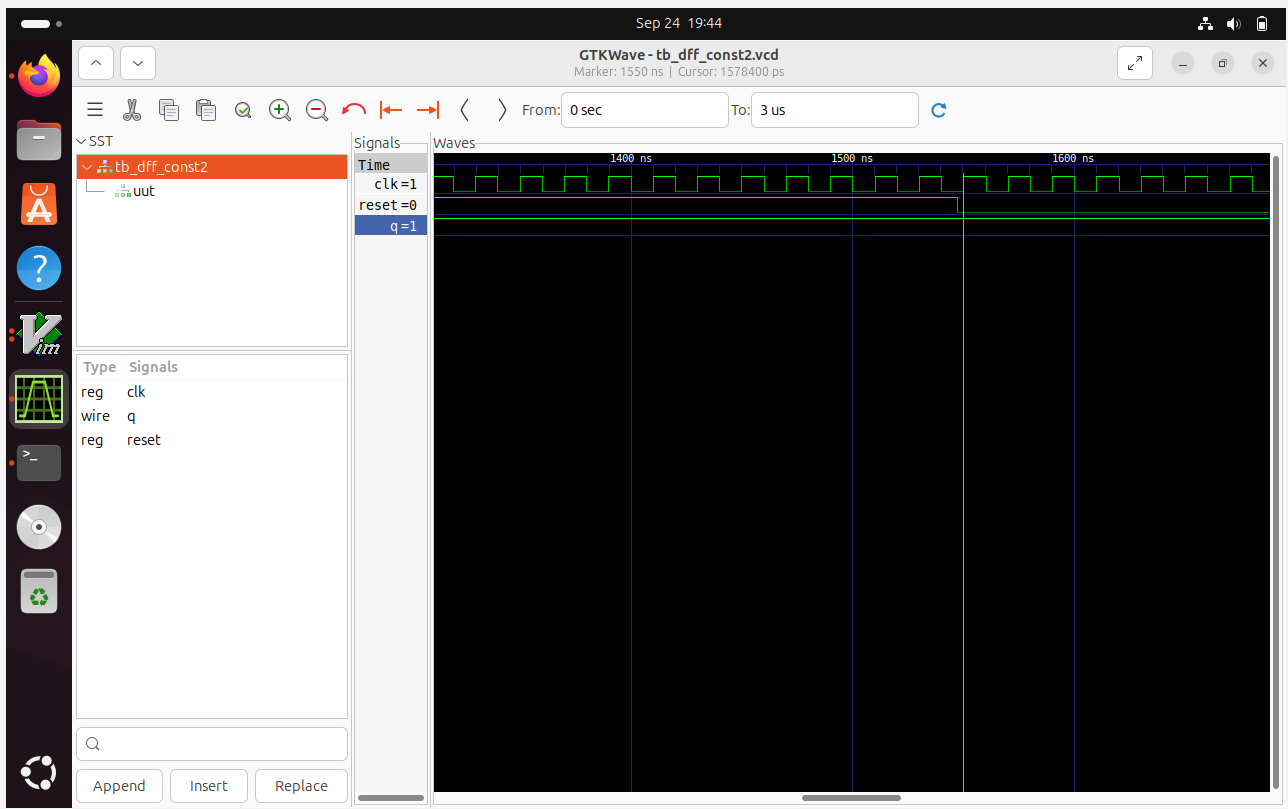 Sep 24 19:44
GTKWave - tb_dff_const2.vcd
Marker: 1550 ns | Cursor: 1578400 ps
From: 0 sec To: 3 us
SST
tb_dff_const2
uut
Type Signals
reg clk
wire q
reg reset
Append Insert Replace
Signals
Time
clk=1
reset=0
q=1
Waves
1400 ns 1500 ns 1600 ns